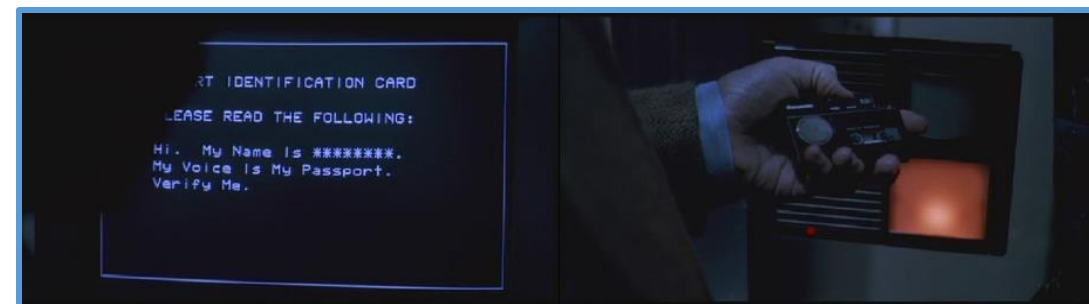 IDENTIFICATION CARD
READ THE FOLLOWING:
Hi. My Name Is ********.
My Voice Is My Passport.
Verify Me.